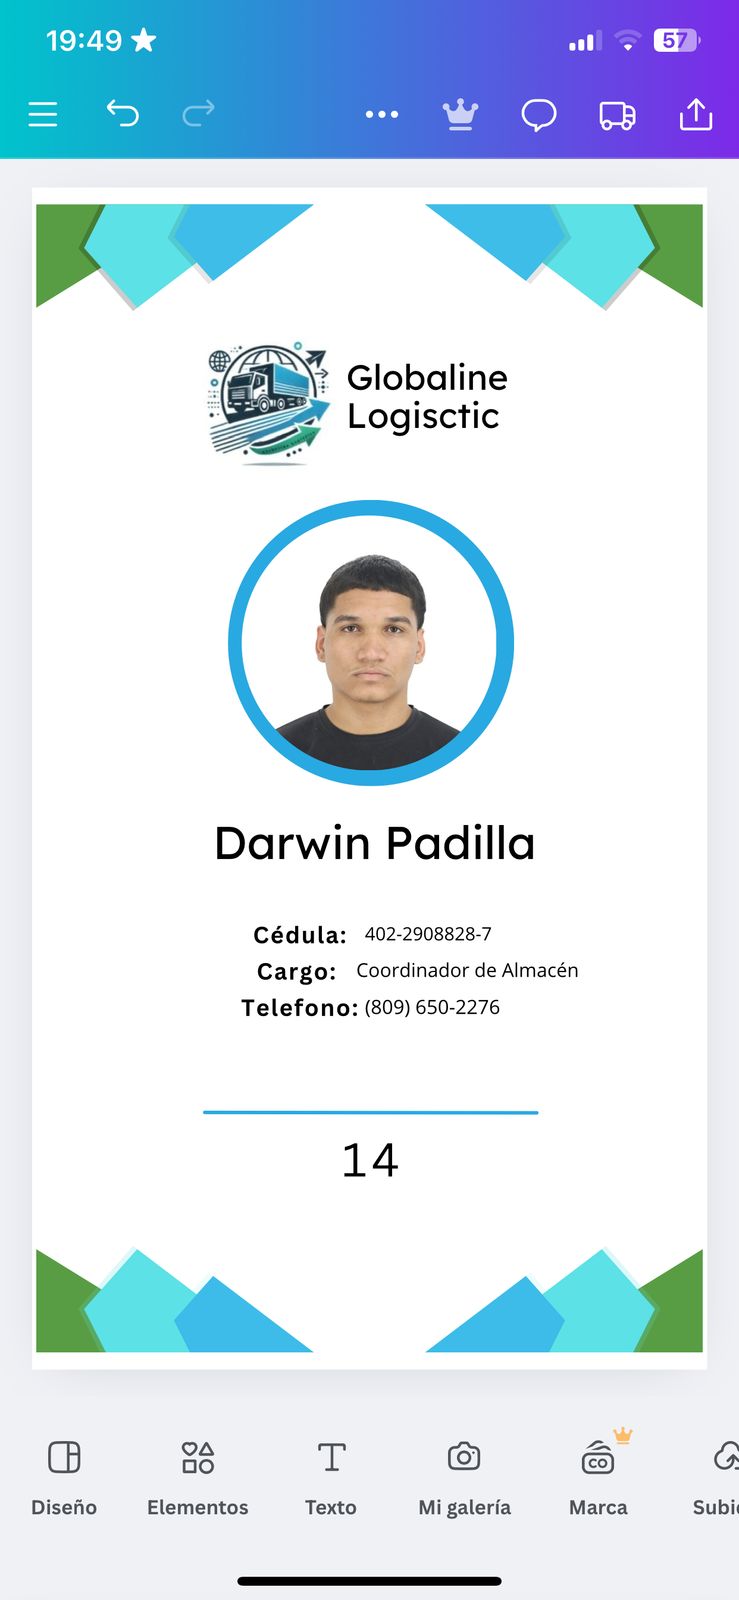 19:49
57
Globaline
Logisctic
Darwin Padilla
Cédula: 402-2908828-7
Cargo: Coordinador de Almacén
Telefono: (809) 650-2276
14
CO
Diseño Elementos Texto Mi galería Marca Subi